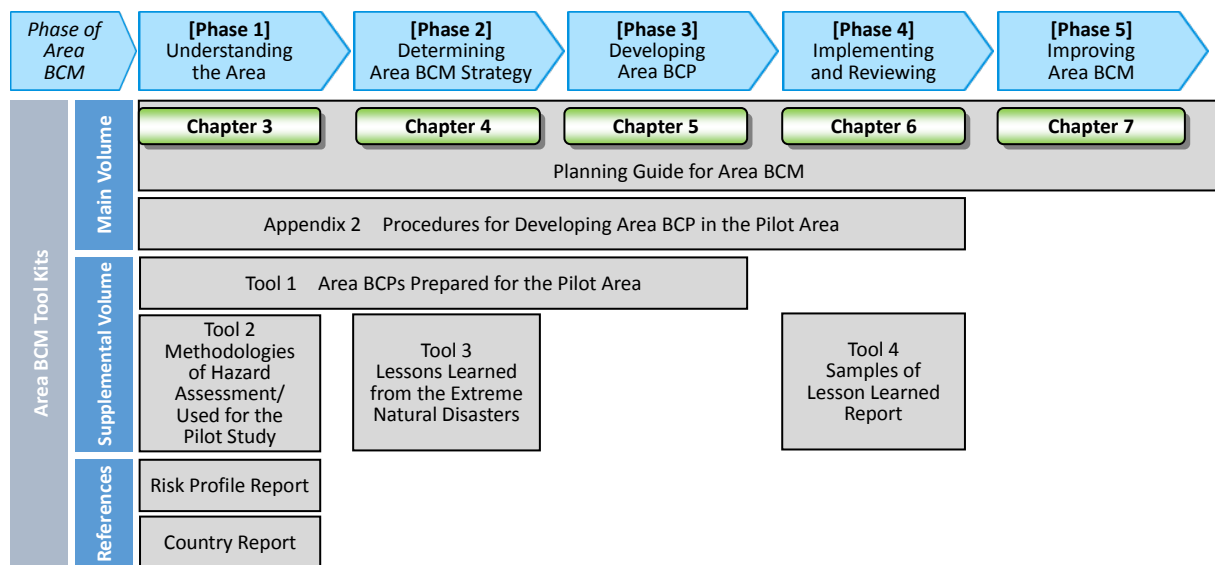 Phase of
Area
BCM
[Phase 1]
Understanding
the Area
[Phase 2]
Determining
Area BCM Strategy
[Phase 3]
Developing
Area BCP
[Phase 4]
Implementing
and Reviewing
[Phase 5]
Improving
Area BCM
Area BCM Tool Kits
Main Volume
Chapter 3
Chapter 4
Chapter 5
Chapter 6
Chapter 7
Planning Guide for Area BCM
Appendix 2 Procedures for Developing Area BCP in the Pilot Area
Supplemental Volume
Tool 1 Area BCPs Prepared for the Pilot Area
Tool 2
Methodologies
of Hazard
Assessment/
Used for the
Pilot Study
Tool 3
Lessons Learned
from the Extreme
Natural Disasters
Tool 4
Samples of
Lesson Learned
Report
References
Risk Profile Report
Country Report